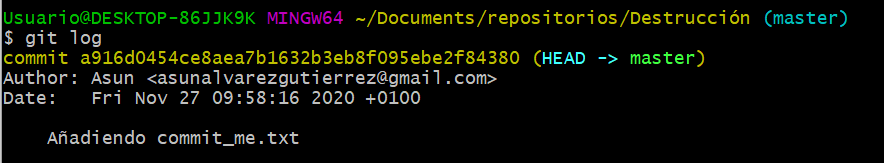 Usuario@DESKTOP-86JJK9K MINGW64 ~/Documents/repositorios/Destrucción (master)
$ git log
commit a916d0454ce8aea7b1632b3eb8f095ebe2f84380 (HEAD -> master)
Author: Asun <asunalvarezgutierrez@gmail.com>
Date:   Fri Nov 27 09:58:16 2020 +0100
    Añadiendo commit_me.txt